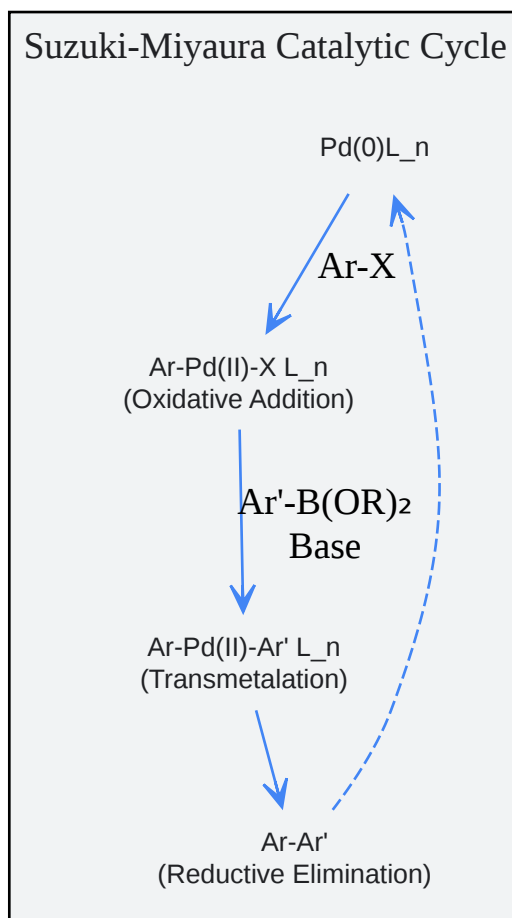 Suzuki-Miyaura Catalytic Cycle
Pd(0)L_n
Ar-X
Ar-Pd(II)-X L_n
(Oxidative Addition)
Ar'-B(OR)₂
Base
Ar-Pd(II)-Ar' L_n
(Transmetalation)
Ar-Ar'
(Reductive Elimination)